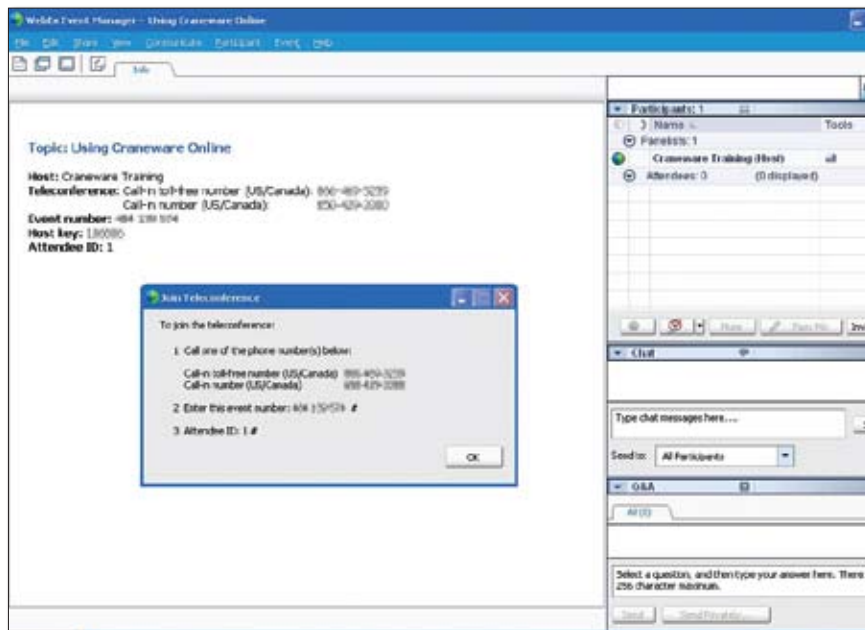 WebEx Event Manager - Using Craneware Online
File Edit Share View Communicate Participant Event Help
Info
Topic: Using Craneware Online
Host: Craneware Training
Teleconference: Call-in toll-free number (US/Canada):
Call-in number (US/Canada):
Event number:
Host key:
Attendee ID: 1
Join Teleconference
To join the teleconference:
1 Call one of the phone number(s) below:
Call-in toll-free number (US/Canada)
Call-in number (US/Canada)
2 Enter this event number: #
3 Attendee ID: 1 #
OK
Participants: 1
Name Tools
Panelists: 1
Craneware Training (Host)
Attendees: 0 (0 displayed)
Chat
Type chat messages here....
Send to: All Participants
Q&A
All (0)
Select a question, and then type your answer here. There
256 character maximum.
Send Send Privately...